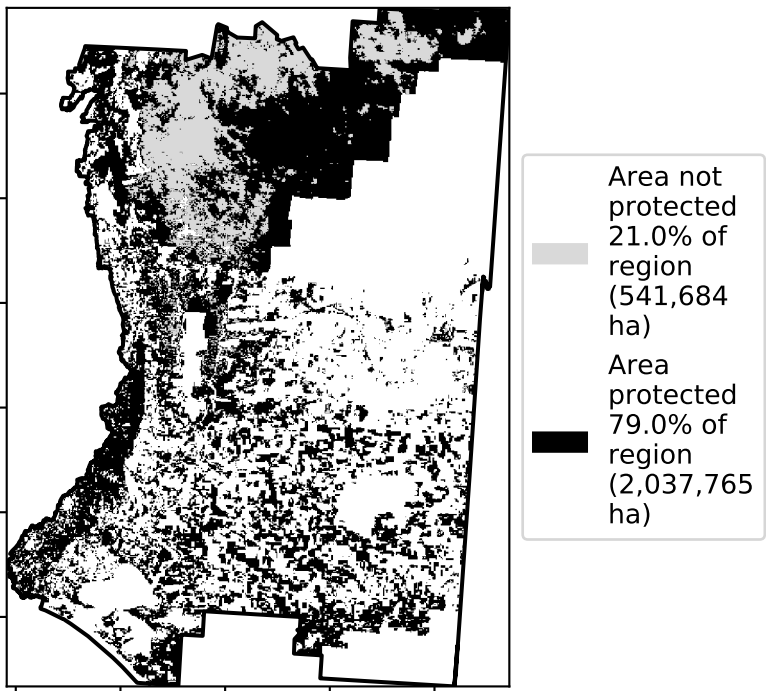 Area not
protected
21.0% of
region
(541,684
ha)
Area
protected
79.0% of
region
(2,037,765
ha)